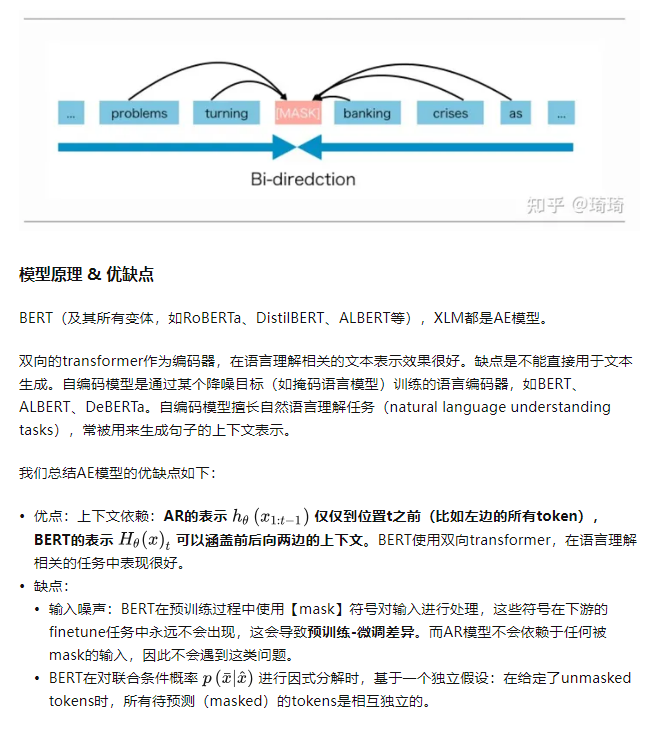 ... problems turning [MASK] banking crises as ...
Bi-diredction
知乎 @琦琦
模型原理 & 优缺点
BERT（及其所有变体，如RoBERTa、DistilBERT、ALBERT等），XLM都是AE模型。
双向的transformer作为编码器，在语言理解相关的文本表示效果很好。缺点是不能直接用于文本
生成。自编码模型是通过某个降噪目标（如掩码语言模型）训练的语言编码器，如BERT、
ALBERT、DeBERTa。自编码模型擅长自然语言理解任务（natural language understanding
tasks），常被用来生成句子的上下文表示。
我们总结AE模型的优缺点如下：
• 优点：上下文依赖：AR的表示 h_θ (x_{1:t−1}) 仅仅到位置t之前（比如左边的所有token），
BERT的表示 H_θ(x)_t 可以涵盖前后向两边的上下文。BERT使用双向transformer，在语言理解
相关的任务中表现很好。
• 缺点：
• 输入噪声：BERT在预训练过程中使用【mask】符号对输入进行处理，这些符号在下游的
finetune任务中永远不会出现，这会导致预训练-微调差异。而AR模型不会依赖于任何被
mask的输入，因此不会遇到这类问题。
• BERT在对联合条件概率 p (x̄|x̂) 进行因式分解时，基于一个独立假设：在给定了unmasked
tokens时，所有待预测（masked）的tokens是相互独立的。